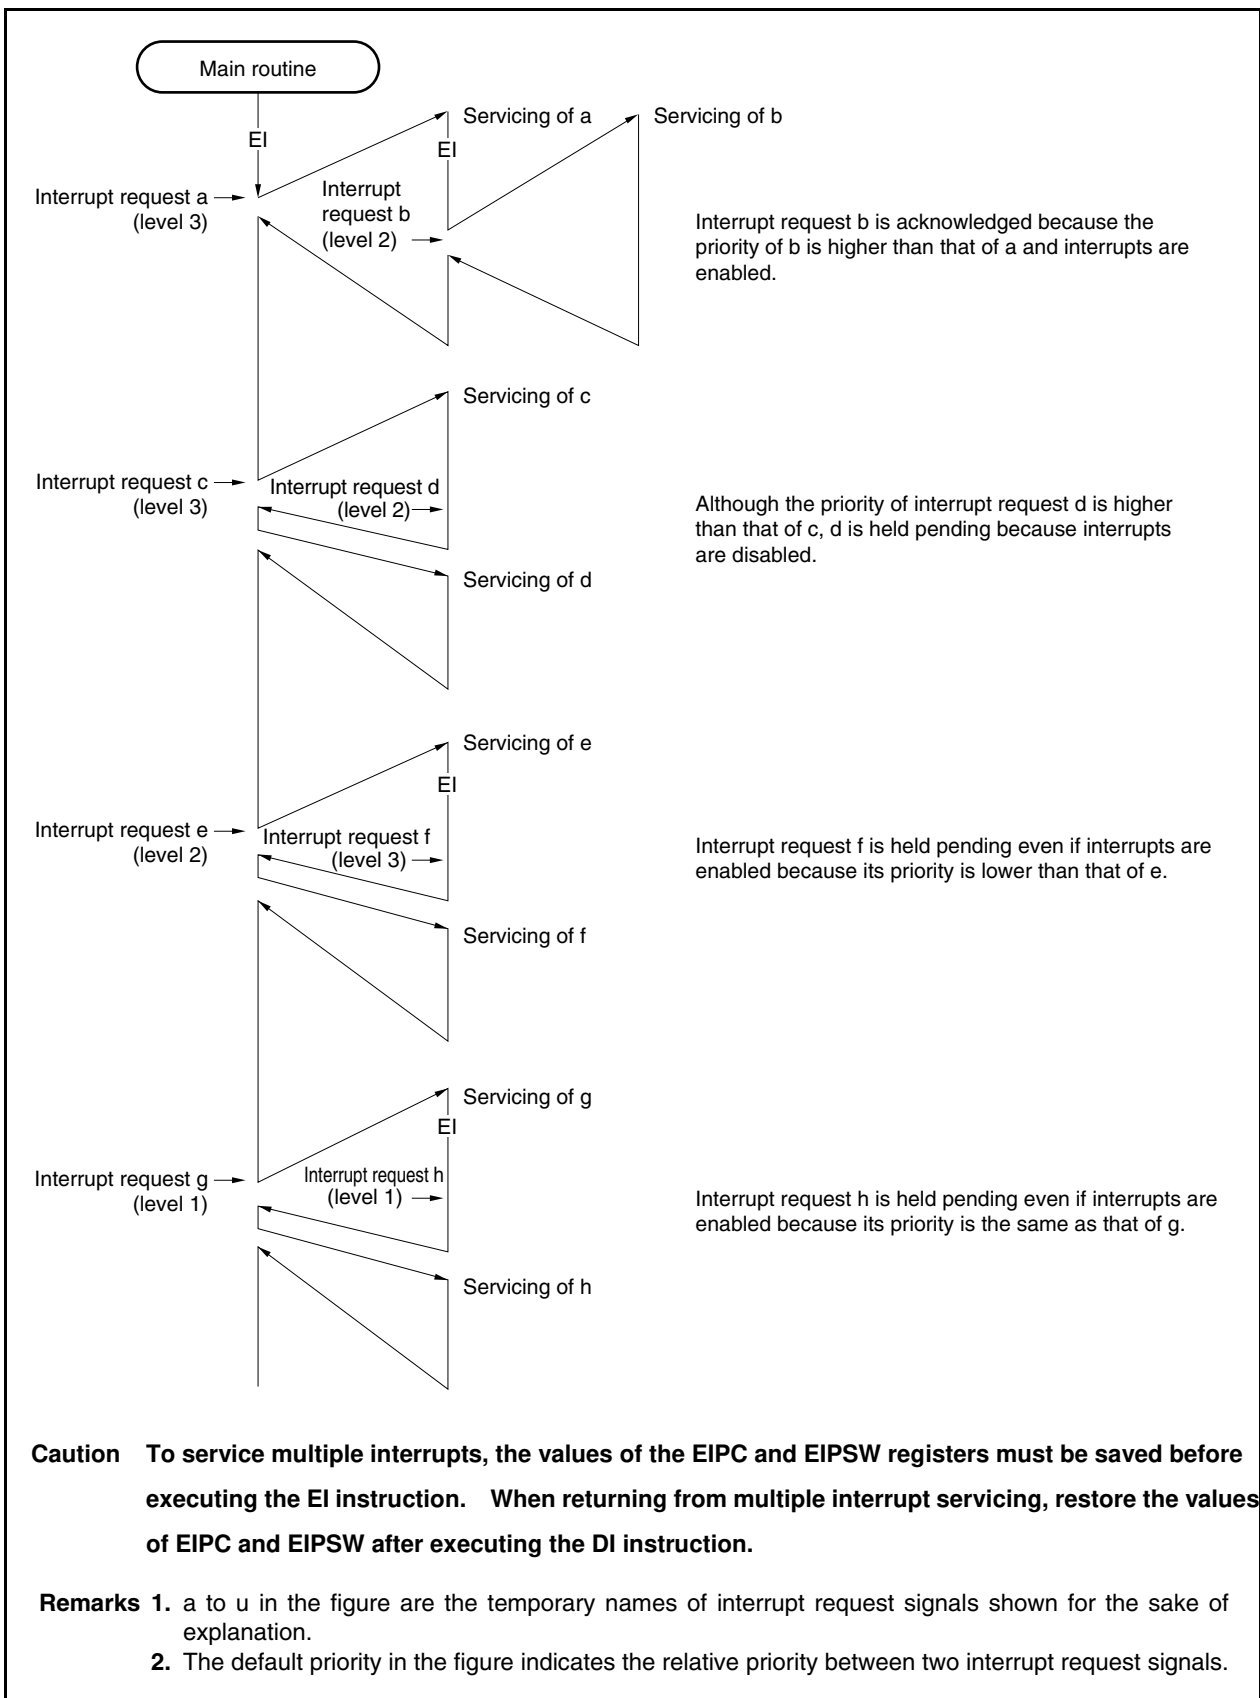 Main routine
EI
Servicing of a
EI
Servicing of b
Interrupt request a
(level 3)
Interrupt
request b
(level 2)
Interrupt request b is acknowledged because the
priority of b is higher than that of a and interrupts are
enabled.
Servicing of c
Interrupt request c
(level 3)
Interrupt request d
(level 2)
Although the priority of interrupt request d is higher
than that of c, d is held pending because interrupts
are disabled.
Servicing of d
Servicing of e
EI
Interrupt request e
(level 2)
Interrupt request f
(level 3)
Interrupt request f is held pending even if interrupts are
enabled because its priority is lower than that of e.
Servicing of f
Servicing of g
EI
Interrupt request g
(level 1)
Interrupt request h
(level 1)
Interrupt request h is held pending even if interrupts are
enabled because its priority is the same as that of g.
Servicing of h
Caution To service multiple interrupts, the values of the EIPC and EIPSW registers must be saved before
executing the EI instruction. When returning from multiple interrupt servicing, restore the values
of EIPC and EIPSW after executing the DI instruction.
Remarks 1. a to u in the figure are the temporary names of interrupt request signals shown for the sake of
explanation.
2. The default priority in the figure indicates the relative priority between two interrupt request signals.